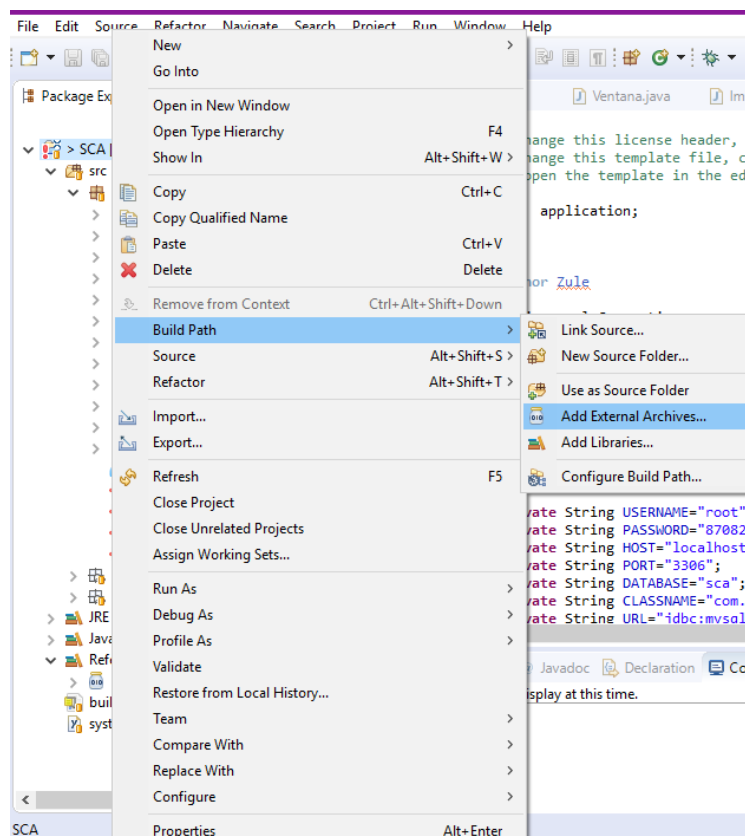 File Edit Source Refactor Navigate Search Project Run Window Help
Package Ex
Ventana.java
Im
> SCA [
src
JRE
Java
Refe
buil
syst
SCA
New
Go Into
Open in New Window
Open Type Hierarchy F4
Show In Alt+Shift+W >
Copy Ctrl+C
Copy Qualified Name
Paste Ctrl+V
Delete Delete
Remove from Context Ctrl+Alt+Shift+Down
Build Path
Source Alt+Shift+S >
Refactor Alt+Shift+T >
Import...
Export...
Refresh F5
Close Project
Close Unrelated Projects
Assign Working Sets...
Run As
Debug As
Profile As
Validate
Restore from Local History...
Team
Compare With
Replace With
Configure
Properties Alt+Enter
Link Source...
New Source Folder...
Use as Source Folder
Add External Archives...
Add Libraries...
Configure Build Path...
hange this license header,
hange this template file, c
open the template in the ed
application;
hor Zule
vate String USERNAME="root"
vate String PASSWORD="87082
vate String HOST="localhost
vate String PORT="3306";
vate String DATABASE="sca";
vate String CLASSNAME="com.
vate String URL="jdbc:mysql
Javadoc Declaration Co
isplay at this time.